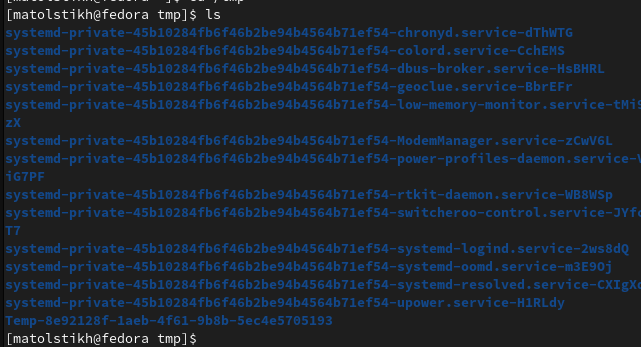 [matolstikh@fedora tmp]$ ls
systemd-private-45b10284fb6f46b2be94b4564b71ef54-chronyd.service-dThWTG
systemd-private-45b10284fb6f46b2be94b4564b71ef54-colord.service-CchEMS
systemd-private-45b10284fb6f46b2be94b4564b71ef54-dbus-broker.service-HsBHRL
systemd-private-45b10284fb6f46b2be94b4564b71ef54-geoclue.service-BbrEFr
systemd-private-45b10284fb6f46b2be94b4564b71ef54-low-memory-monitor.service-tMi9
zX
systemd-private-45b10284fb6f46b2be94b4564b71ef54-ModemManager.service-zCwV6L
systemd-private-45b10284fb6f46b2be94b4564b71ef54-power-profiles-daemon.service-V
iG7PF
systemd-private-45b10284fb6f46b2be94b4564b71ef54-rtkit-daemon.service-WB8WSp
systemd-private-45b10284fb6f46b2be94b4564b71ef54-switcheroo-control.service-JYfc
T7
systemd-private-45b10284fb6f46b2be94b4564b71ef54-systemd-logind.service-2ws8dQ
systemd-private-45b10284fb6f46b2be94b4564b71ef54-systemd-oomd.service-m3E9Oj
systemd-private-45b10284fb6f46b2be94b4564b71ef54-systemd-resolved.service-CXIgXc
systemd-private-45b10284fb6f46b2be94b4564b71ef54-upower.service-H1RLdy
Temp-8e92128f-1aeb-4f61-9b8b-5ec4e5705193
[matolstikh@fedora tmp]$